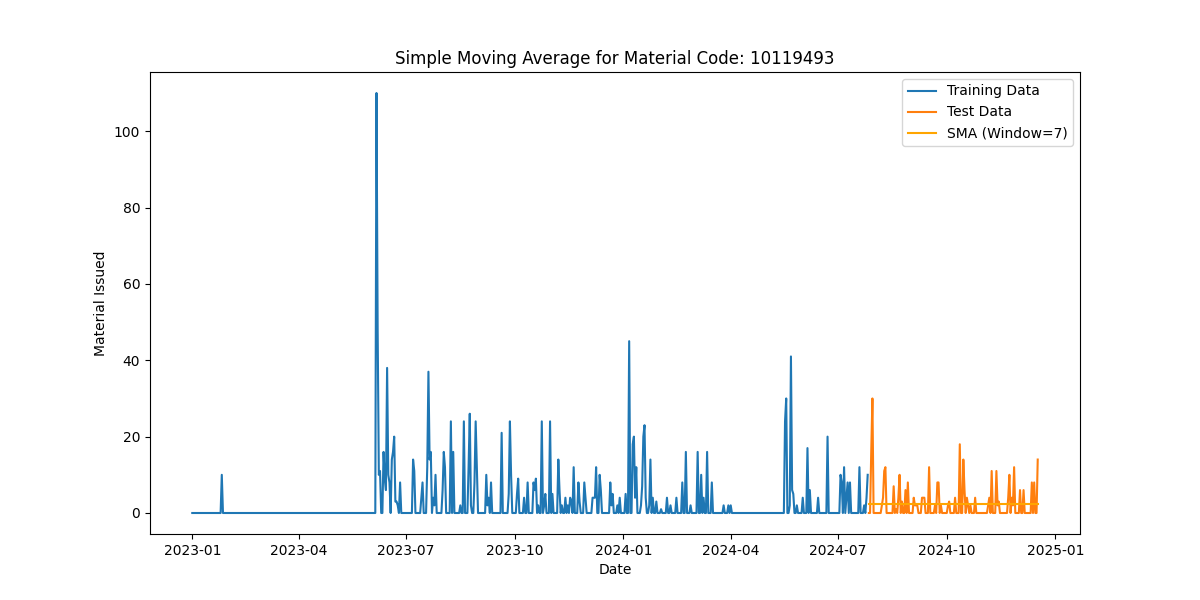 Simple Moving Average for Material Code: 10119493
Training Data
Test Data
SMA (Window=7)
Material Issued
100
80
60
40
20
0
2023-01 2023-04 2023-07 2023-10 2024-01 2024-04 2024-07 2024-10 2025-01
Date